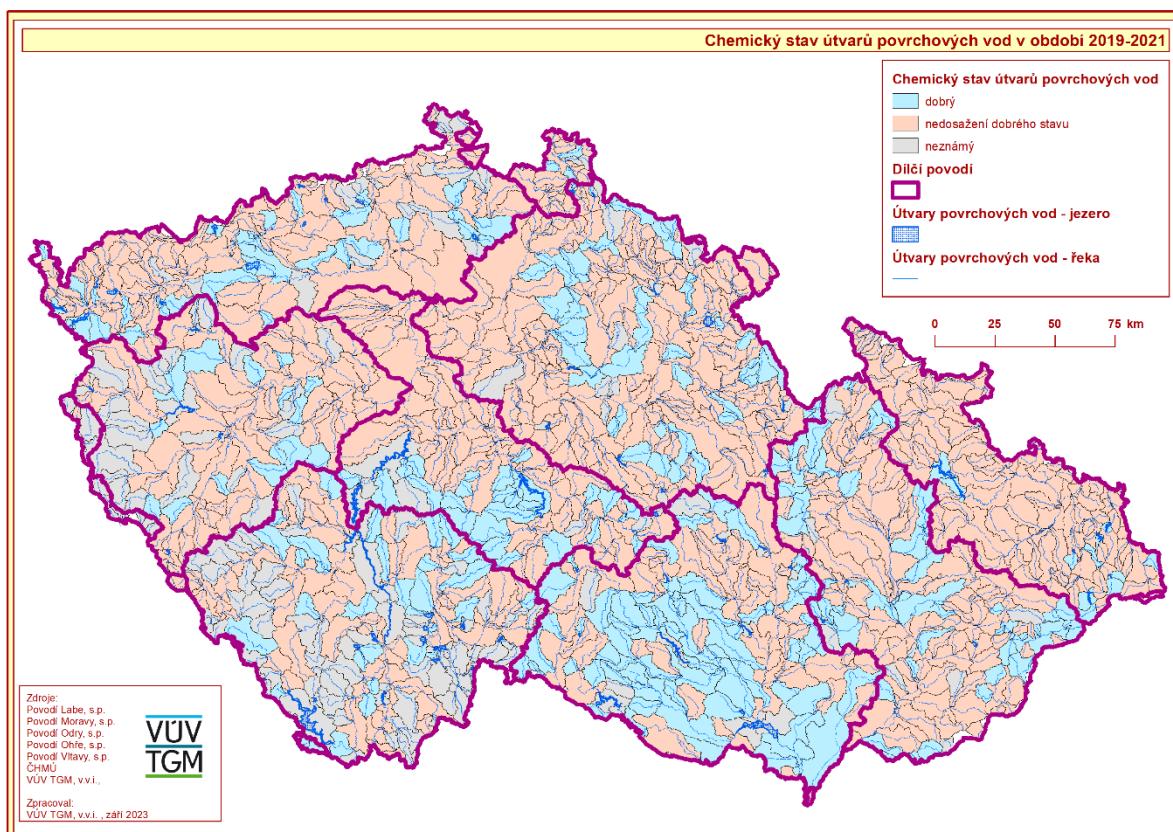 Chemický stav útvarů povrchových vod v období 2019-2021
Chemický stav útvarů povrchových vod
dobrý
nedosažení dobrého stavu
neznámý
Dílčí povodí
Útvary povrchových vod - jezero
Útvary povrchových vod - řeka
0 25 50 75 km
Zdroje:
Povodí Labe, s.p.
Povodí Moravy, s.p.
Povodí Odry, s.p.
Povodí Ohře, s.p.
Povodí Vltavy, s.p.
ČHMÚ
VÚV TGM, v.v.i.,
VÚV
TGM
Zpracoval:
VÚV TGM, v.v.i. , září 2023